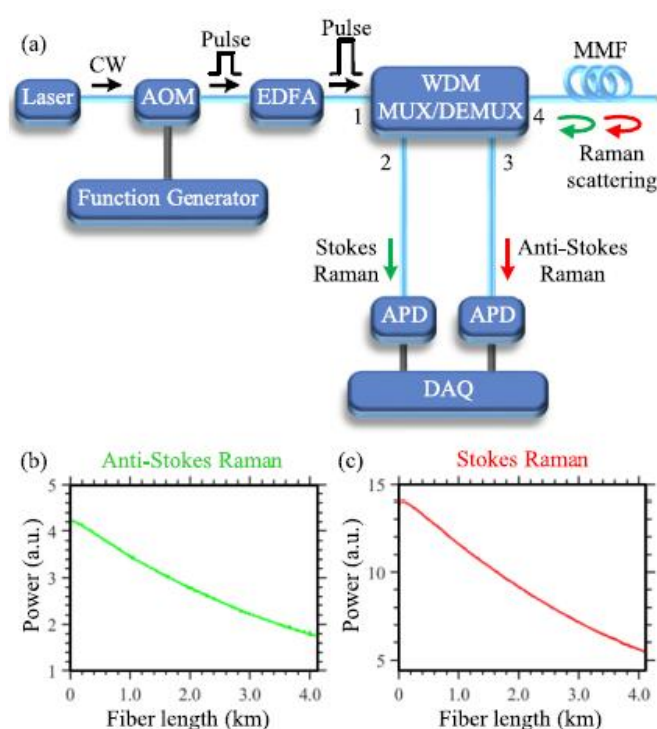 (a)
CW
Pulse
Pulse
Laser
AOM
EDFA
WDM
MUX/DEMUX
MMF
1
4
2
3
Raman
scattering
Function Generator
Stokes
Raman
Anti-Stokes
Raman
APD
APD
DAQ
(b)
Anti-Stokes Raman
Power (a.u.)
5
4
3
2
1
0
1.0
2.0
3.0
4.0
Fiber length (km)
(c)
Stokes Raman
Power (a.u.)
15
10
5
0
1.0
2.0
3.0
4.0
Fiber length (km)